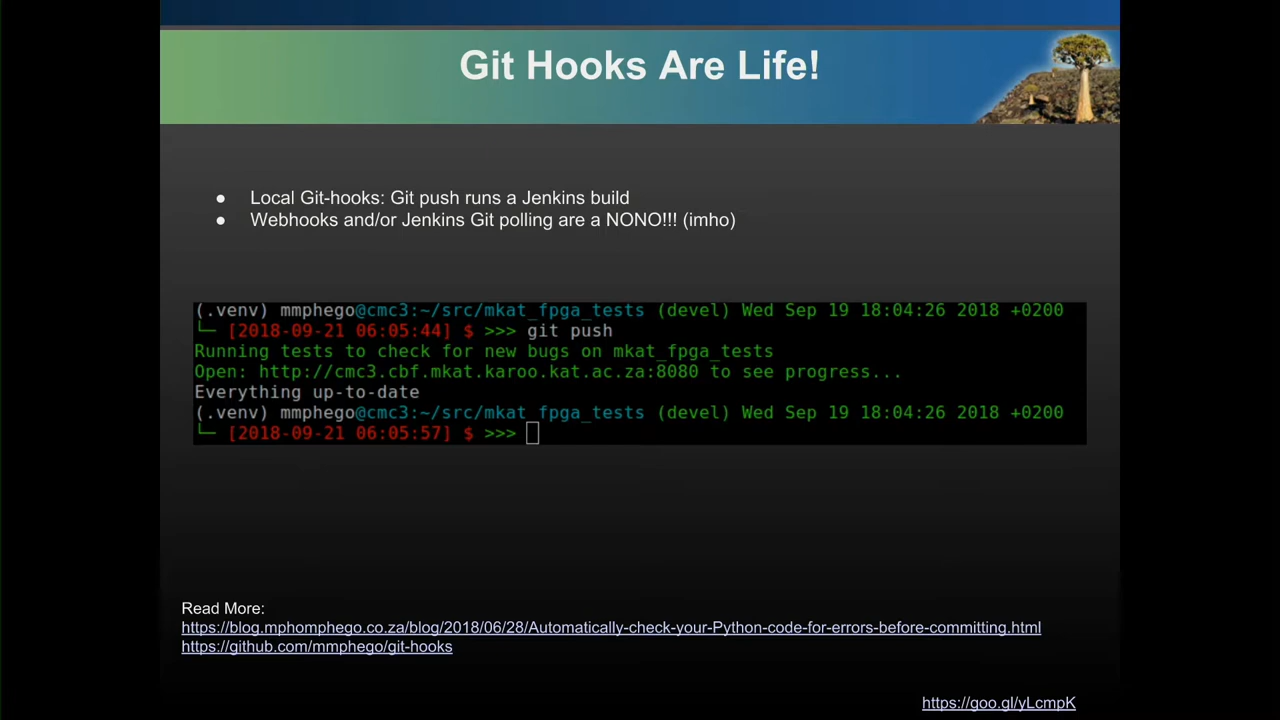 Git Hooks Are Life!
● Local Git-hooks: Git push runs a Jenkins build
● Webhooks and/or Jenkins Git polling are a NONO!!! (imho)
(.venv) mmphego@cmc3:~/src/mkat_fpga_tests (devel) Wed Sep 19 18:04:26 2018 +0200
└─ [2018-09-21 06:05:44] $ >>> git push
Running tests to check for new bugs on mkat_fpga_tests
Open: http://cmc3.cbf.mkat.karoo.kat.ac.za:8080 to see progress...
Everything up-to-date
(.venv) mmphego@cmc3:~/src/mkat_fpga_tests (devel) Wed Sep 19 18:04:26 2018 +0200
└─ [2018-09-21 06:05:57] $ >>>
Read More:
https://blog.mphomphego.co.za/blog/2018/06/28/Automatically-check-your-Python-code-for-errors-before-committing.html
https://github.com/mmphego/git-hooks
https://goo.gl/yLcmpK